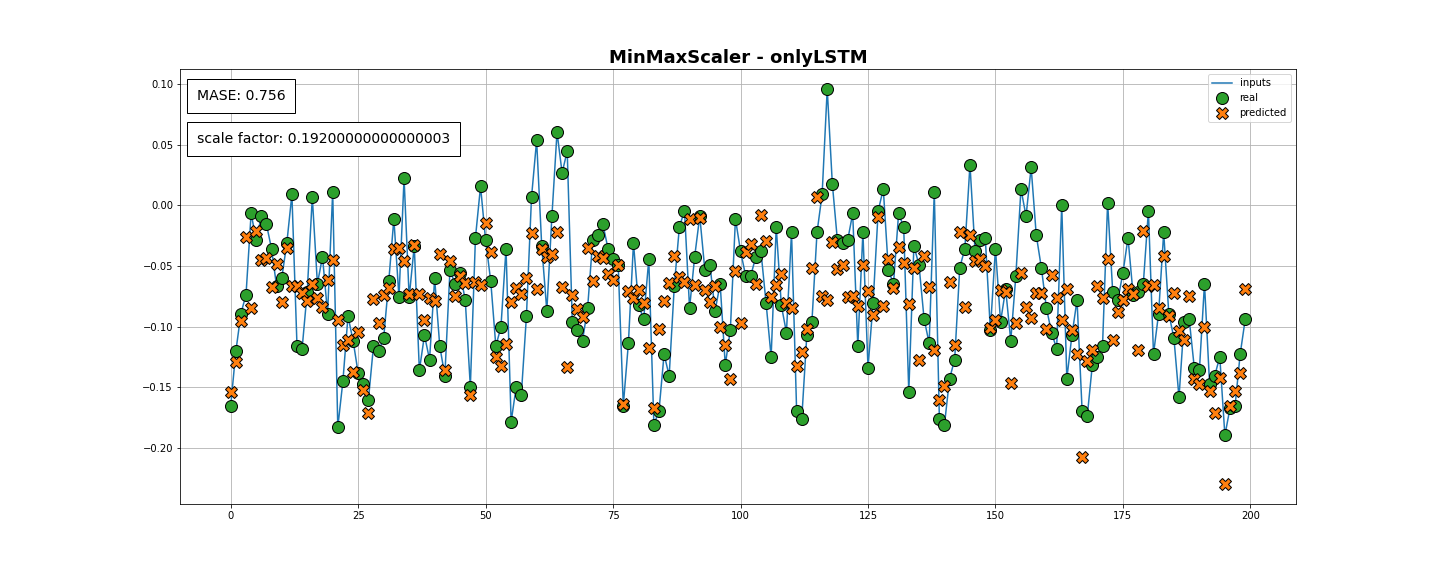 MinMaxScaler - onlyLSTM
MASE: 0.756
scale factor: 0.19200000000000003
inputs
real
predicted
0.10
0.05
0.00
−0.05
−0.10
−0.15
−0.20
0 25 50 75 100 125 150 175 200